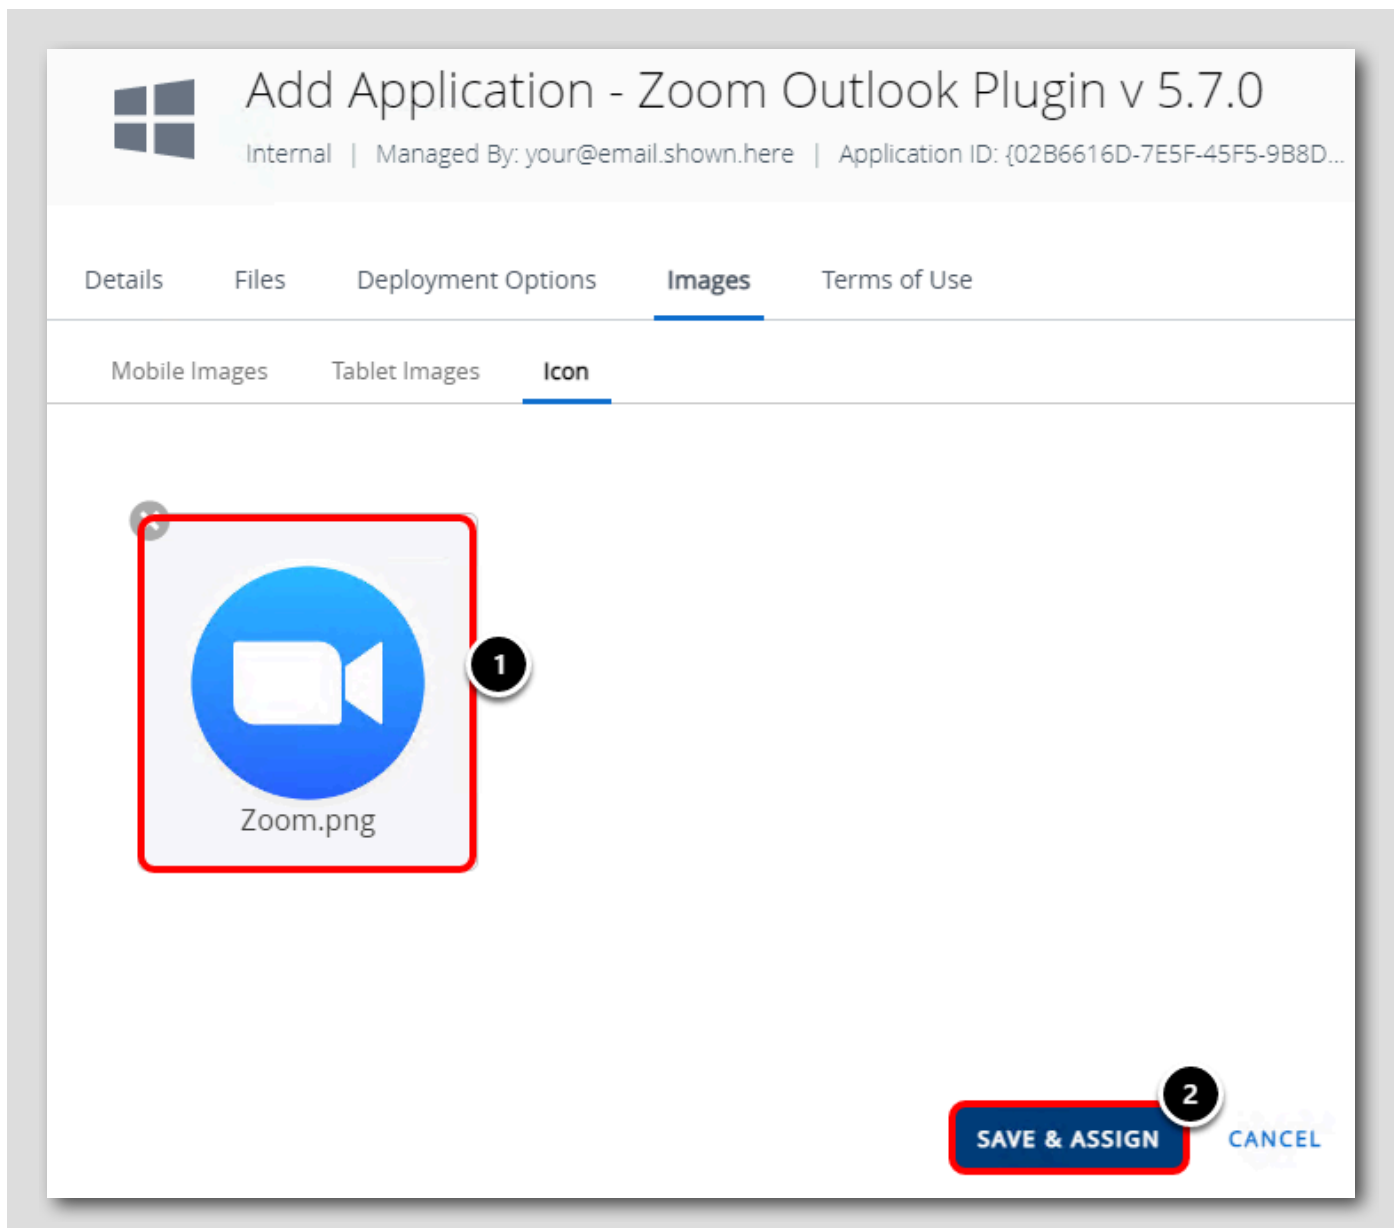 Add Application - Zoom Outlook Plugin v 5.7.0
Internal | Managed By: your@email.shown.here | Application ID: {02B6616D-7E5F-45F5-9B8D...
Details Files Deployment Options Images Terms of Use
Mobile Images Tablet Images Icon
1
Zoom.png
2
SAVE & ASSIGN CANCEL